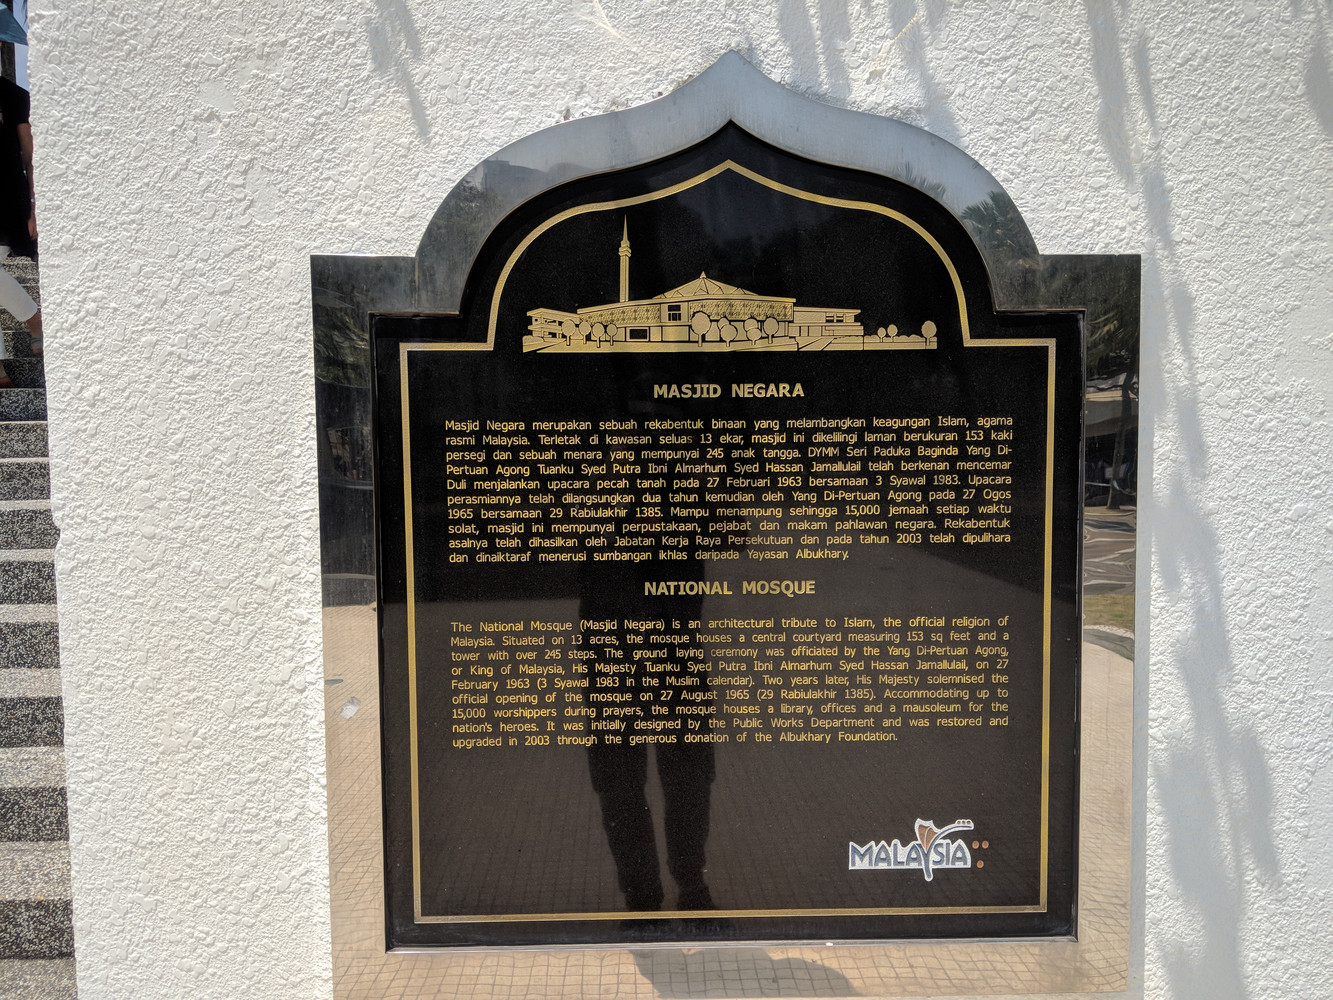 MASJID NEGARA
Masjid Negara merupakan sebuah rekabentuk binaan yang melambangkan keagungan Islam, agama
rasmi Malaysia. Terletak di kawasan seluas 13 ekar, masjid ini dikelilingi laman berukuran 153 kaki
persegi dan sebuah menara yang mempunyai 245 anak tangga. DYMM Seri Paduka Baginda Yang Di-
Pertuan Agong Tuanku Syed Putra Ibni Almarhum Syed Hassan Jamallulail telah berkenan mencemar
Duli menjalankan upacara pecah tanah pada 27 Februari 1963 bersamaan 3 Syawal 1983. Upacara
perasmiannya telah dilangsungkan dua tahun kemudian oleh Yang Di-Pertuan Agong pada 27 Ogos
1965 bersamaan 29 Rabiulakhir 1385. Mampu menampung sehingga 15,000 jemaah setiap waktu
solat, masjid ini mempunyai perpustakaan, pejabat dan makam pahlawan negara. Rekabentuk
asalnya telah dihasilkan oleh Jabatan Kerja Raya Persekutuan dan pada tahun 2003 telah dipulihara
dan dinaiktaraf menerusi sumbangan ikhlas daripada Yayasan Albukhary.
NATIONAL MOSQUE
The National Mosque (Masjid Negara) is an architectural tribute to Islam, the official religion of
Malaysia. Situated on 13 acres, the mosque houses a central courtyard measuring 153 sq feet and a
tower with over 245 steps. The ground laying ceremony was officiated by the Yang Di-Pertuan Agong,
or King of Malaysia, His Majesty Tuanku Syed Putra Ibni Almarhum Syed Hassan Jamallulail, on 27
February 1963 (3 Syawal 1983 in the Muslim calendar). Two years later, His Majesty solemnised the
official opening of the mosque on 27 August 1965 (29 Rabiulakhir 1385). Accommodating up to
15,000 worshippers during prayers, the mosque houses a library, offices and a mausoleum for the
nation's heroes. It was initially designed by the Public Works Department and was restored and
upgraded in 2003 through the generous donation of the Albukhary Foundation.
MALAYSIA